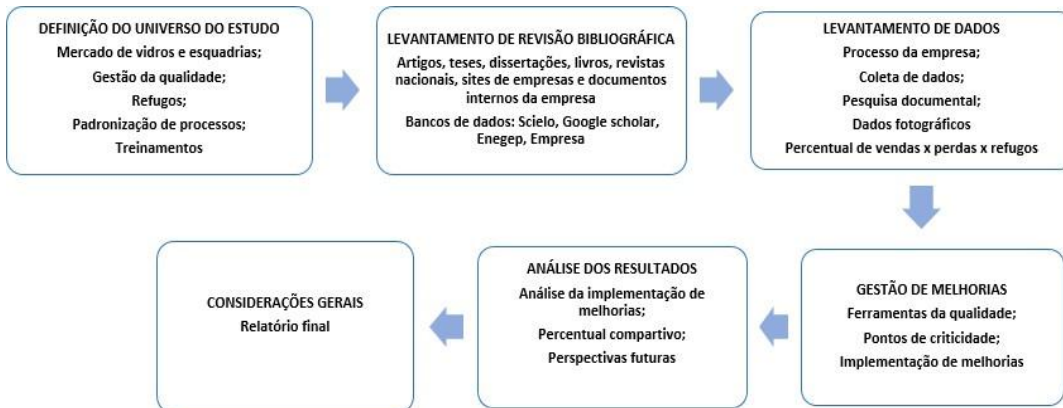 DEFINIÇÃO DO UNIVERSO DO ESTUDO
Mercado de vidros e esquadrias;
Gestão da qualidade;
Refugos;
Padronização de processos;
Treinamentos
LEVANTAMENTO DE REVISÃO BIBLIOGRÁFICA
Artigos, teses, dissertações, livros, revistas
nacionais, sites de empresas e documentos
internos da empresa
Bancos de dados: Scielo, Google scholar,
Enegep, Empresa
LEVANTAMENTO DE DADOS
Processo da empresa;
Coleta de dados;
Pesquisa documental;
Dados fotográficos
Percentual de vendas x perdas x refugos
GESTÃO DE MELHORIAS
Ferramentas da qualidade;
Pontos de criticidade;
Implementação de melhorias
ANÁLISE DOS RESULTADOS
Análise da implementação de
melhorias;
Percentual compartivo;
Perspectivas futuras
CONSIDERAÇÕES GERAIS
Relatório final